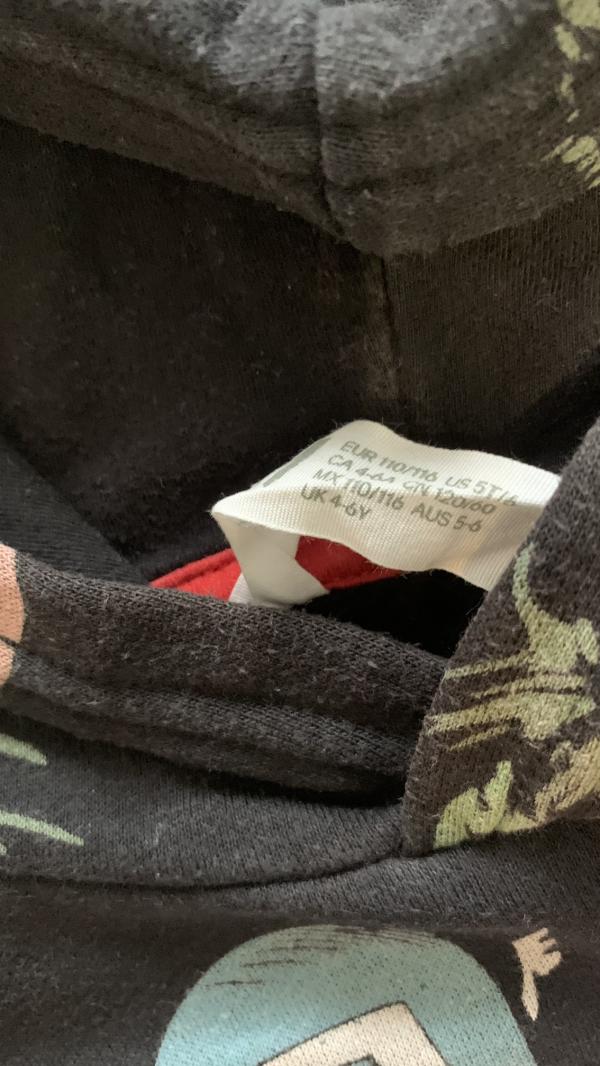 EUR 110/116 US 5T/6
CA 4-6A CN 120/60
MX 110/116 AUS 5-6
UK 4-6Y